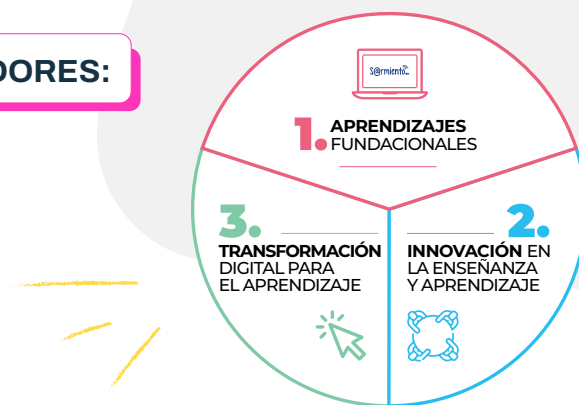 DORES:
S@rmiento
1. APRENDIZAJES
FUNDACIONALES
3.
TRANSFORMACIÓN
DIGITAL PARA
EL APRENDIZAJE
2.
INNOVACIÓN EN
LA ENSEÑANZA
Y APRENDIZAJE